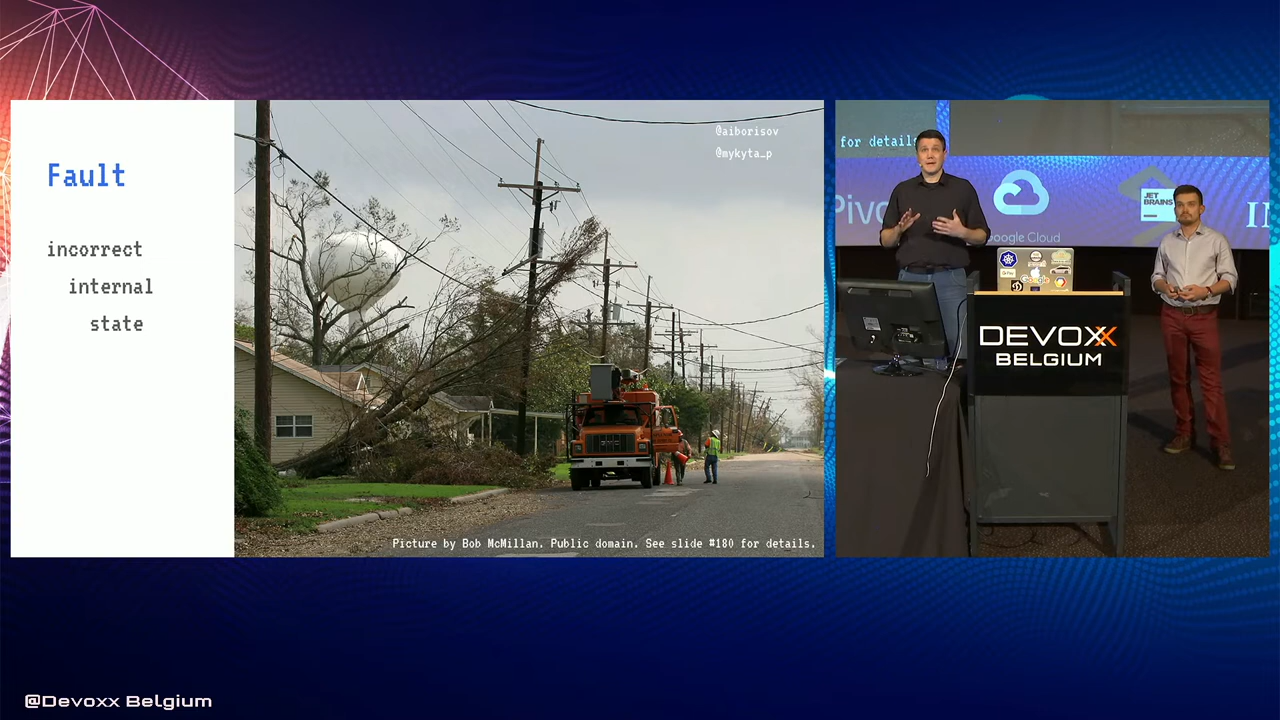 Fault
incorrect
internal
state
@aiborisov
@mykyta_p
Picture by Bob McMillan. Public domain. See slide #180 for details.
for details
Google Cloud
JET
BRAINS
Google
DEVOXX
BELGIUM
@Devoxx Belgium